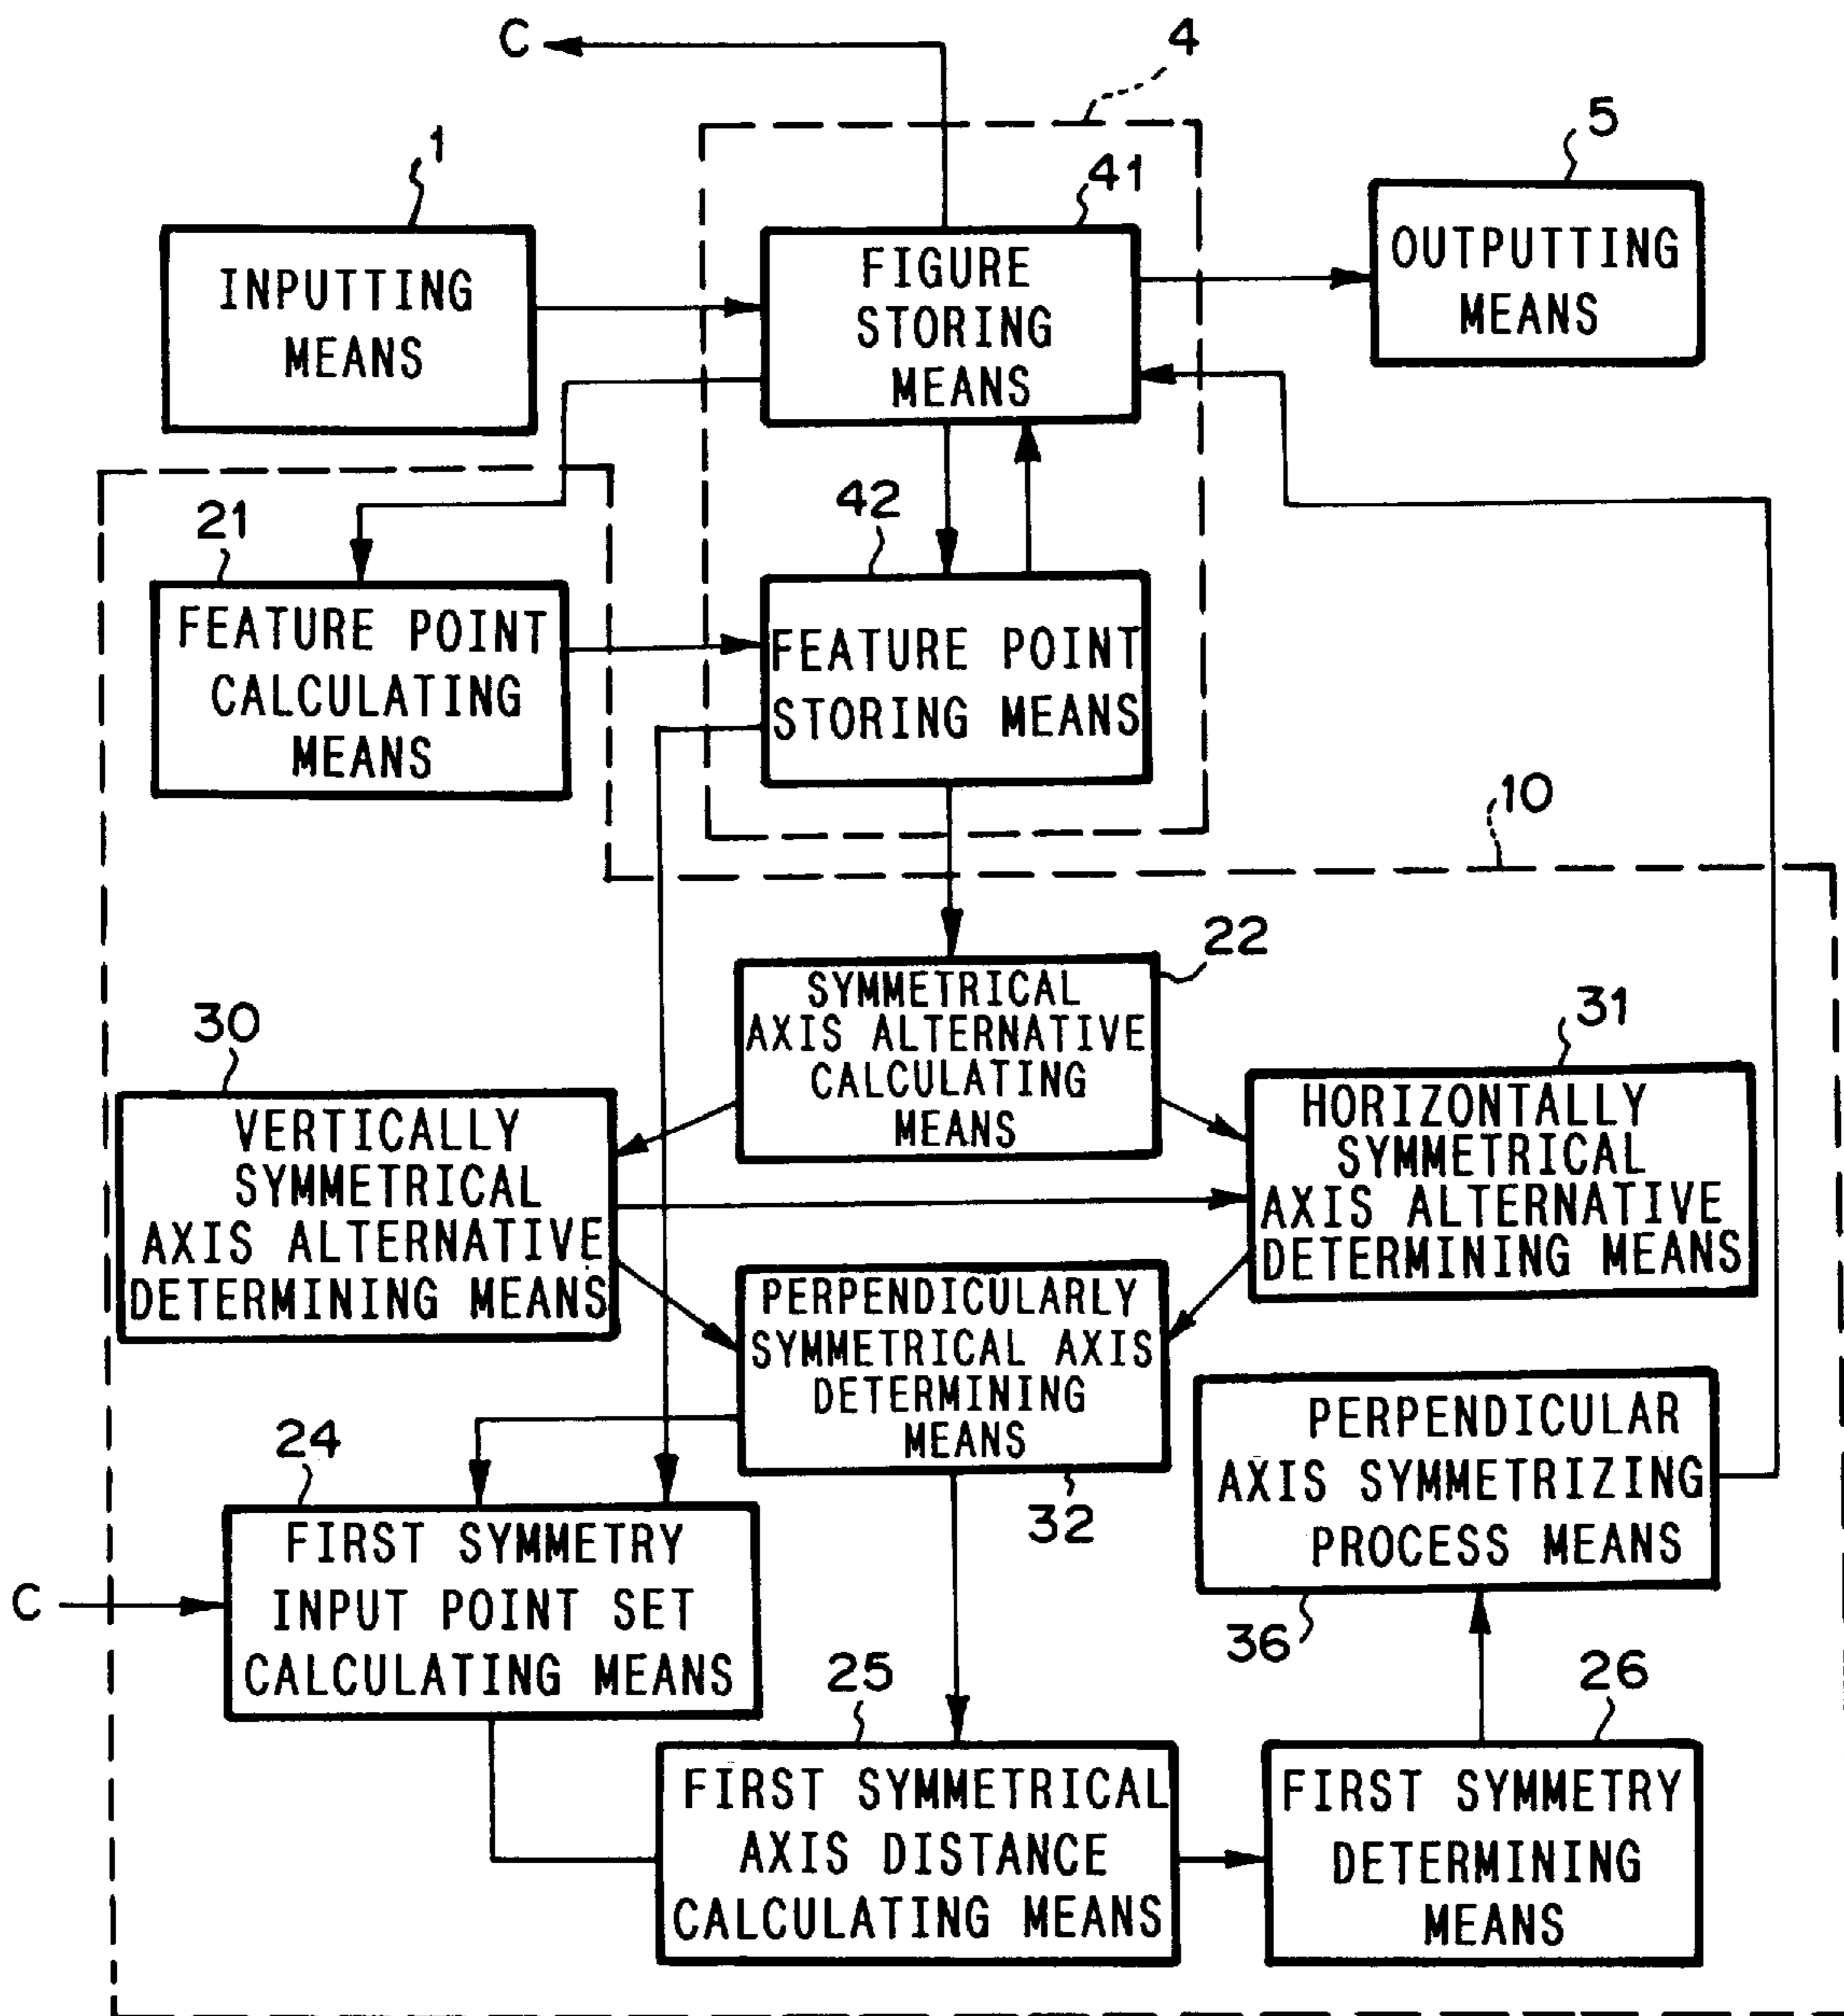 C
4
1
5
41
INPUTTING
MEANS
FIGURE
STORING
MEANS
OUTPUTTING
MEANS
21
42
FEATURE POINT
CALCULATING
MEANS
FEATURE POINT
STORING MEANS
10
22
SYMMETRICAL
AXIS ALTERNATIVE
CALCULATING
MEANS
30
31
VERTICALLY
SYMMETRICAL
AXIS ALTERNATIVE
DETERMINING MEANS
HORIZONTALLY
SYMMETRICAL
AXIS ALTERNATIVE
DETERMINING MEANS
PERPENDICULARLY
SYMMETRICAL AXIS
DETERMINING
MEANS
32
24
PERPENDICULAR
AXIS SYMMETRIZING
PROCESS MEANS
36
C
FIRST SYMMETRY
INPUT POINT SET
CALCULATING MEANS
25
26
FIRST SYMMETRICAL
AXIS DISTANCE
CALCULATING MEANS
FIRST SYMMETRY
DETERMINING
MEANS